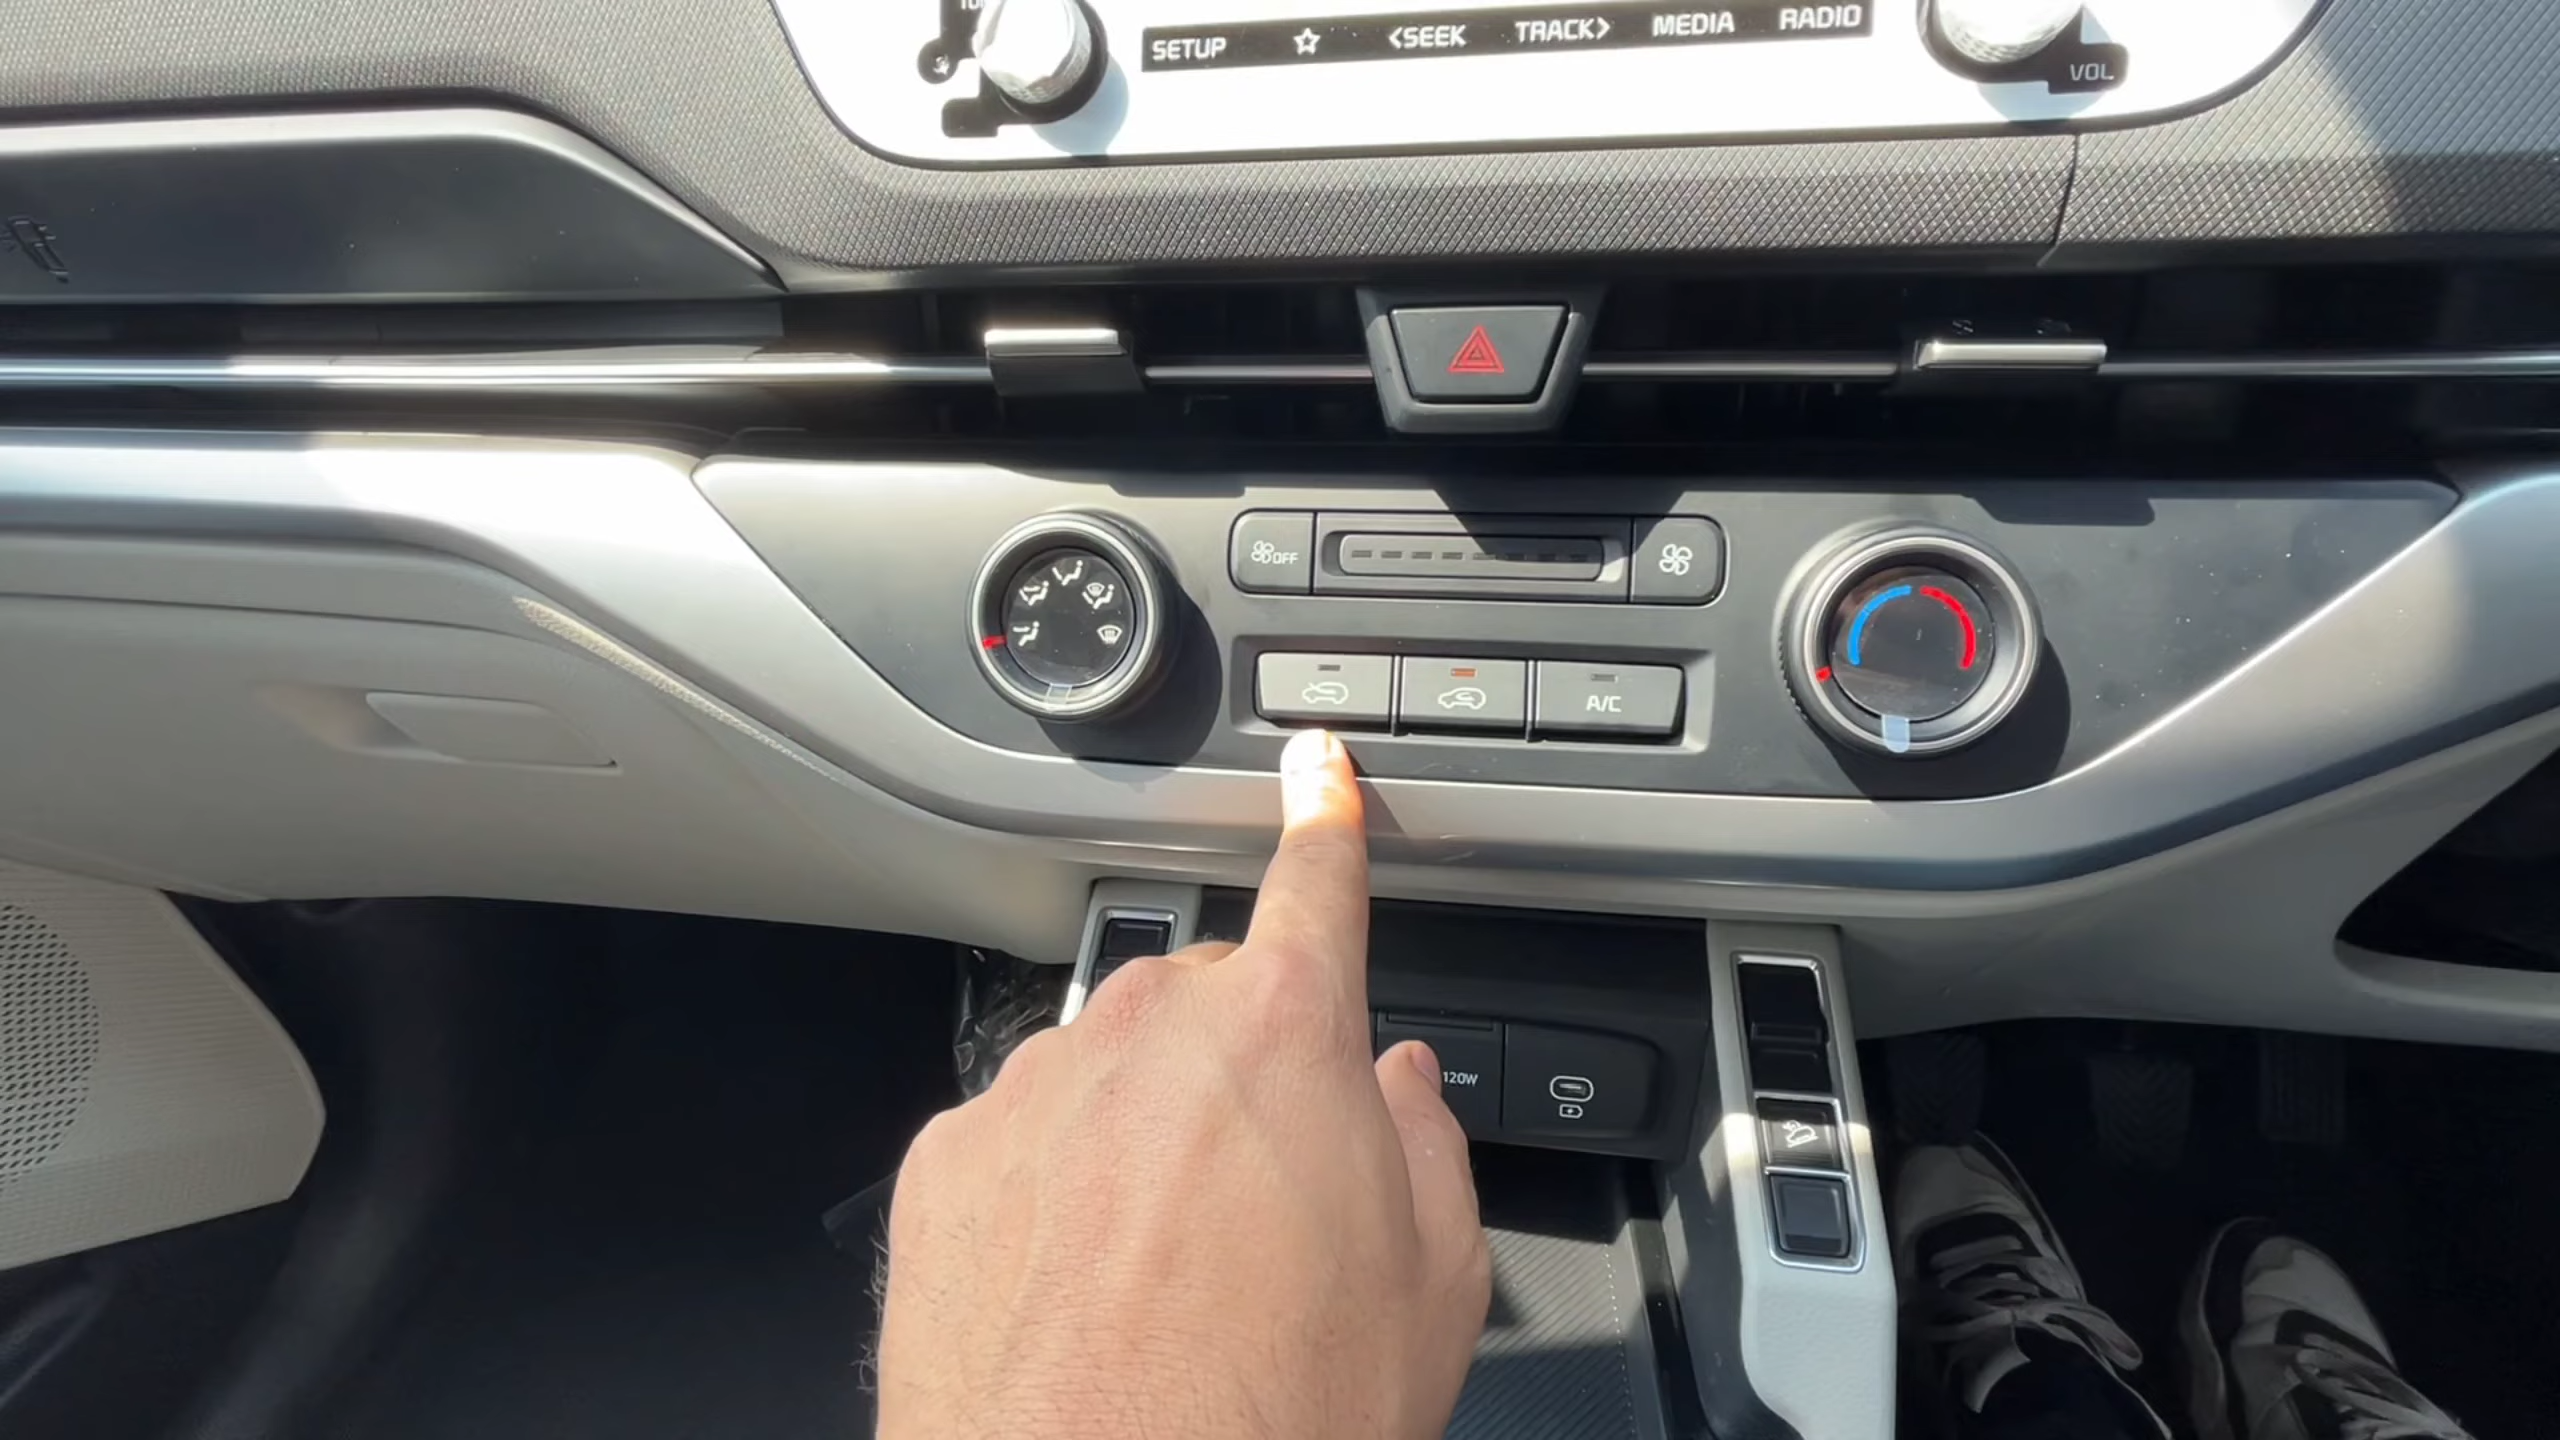 SETUP ☆ <SEEK TRACK> MEDIA RADIO
VOL
OFF
A/C
120W